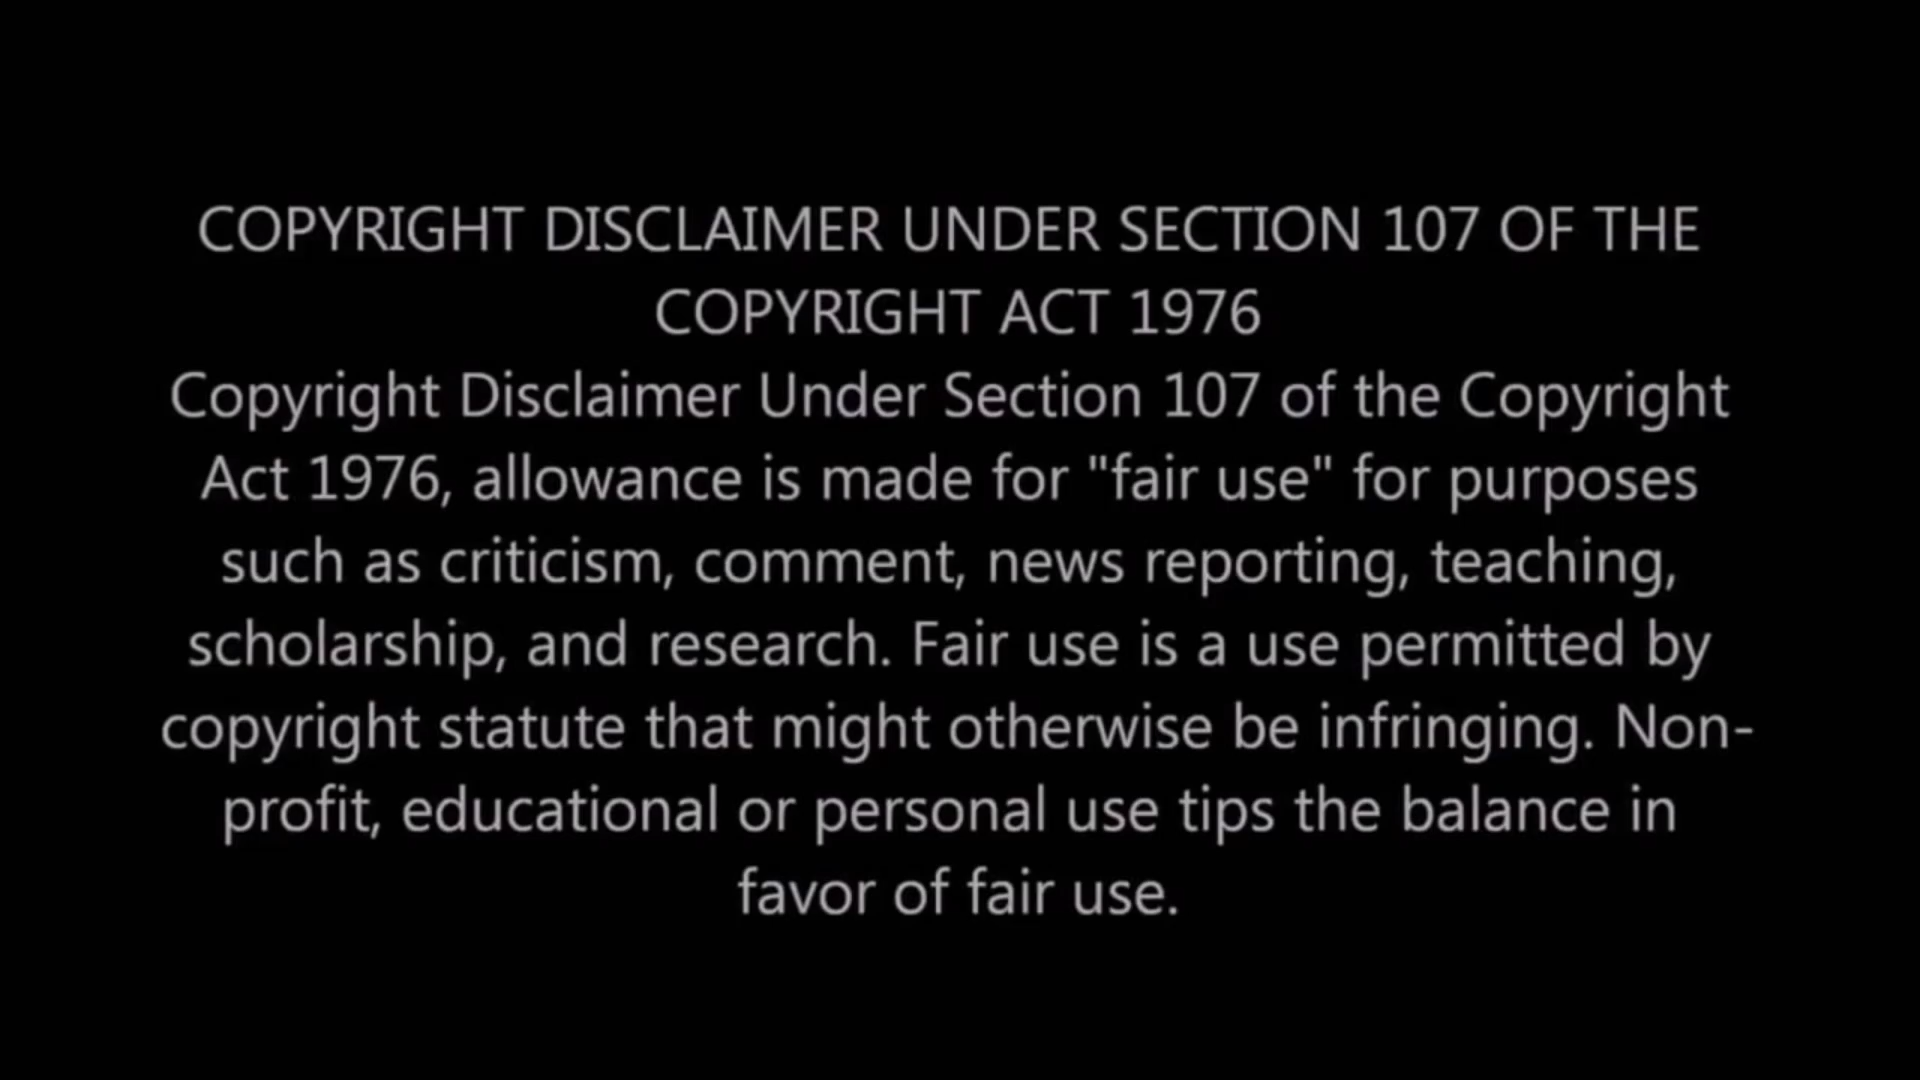 COPYRIGHT DISCLAIMER UNDER SECTION 107 OF THE
COPYRIGHT ACT 1976
Copyright Disclaimer Under Section 107 of the Copyright
Act 1976, allowance is made for "fair use" for purposes
such as criticism, comment, news reporting, teaching,
scholarship, and research. Fair use is a use permitted by
copyright statute that might otherwise be infringing. Non-
profit, educational or personal use tips the balance in
favor of fair use.